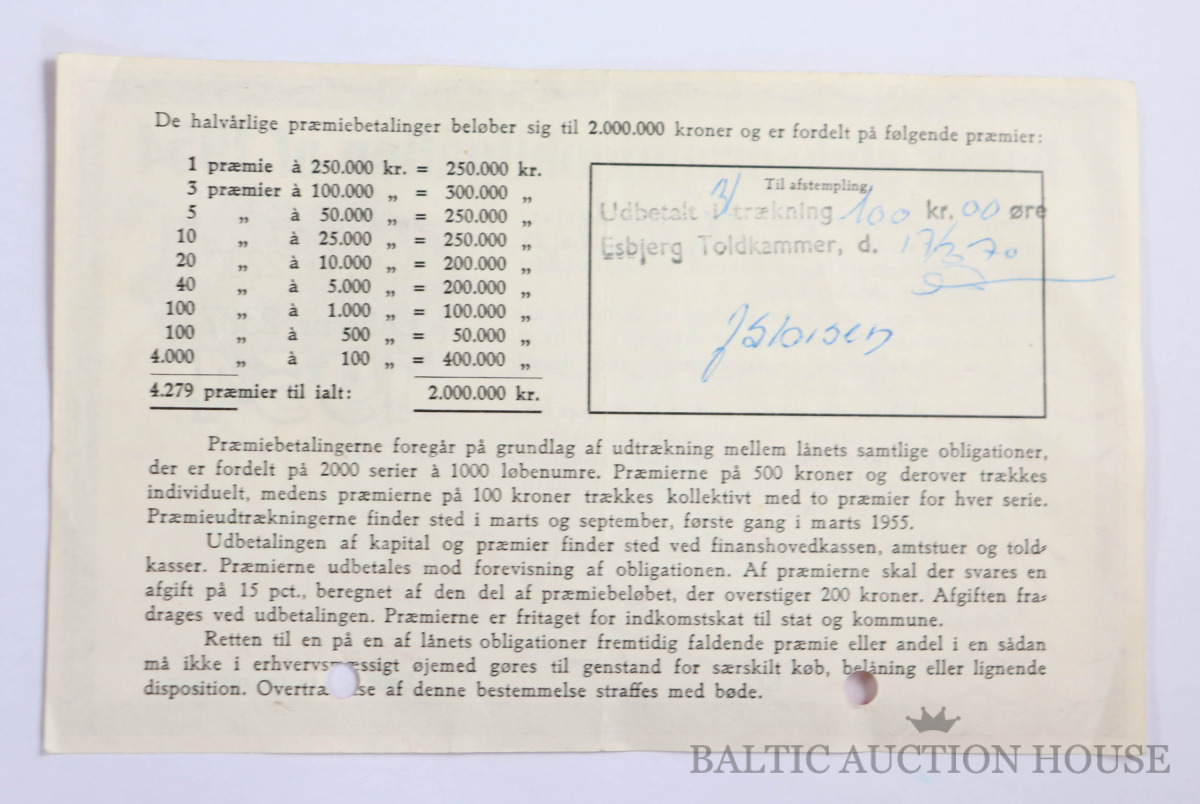 De halvårlige præmiebetalinger beløber sig til 2.000.000 kroner og er fordelt på følgende præmier:
1 præmie à 250.000 kr. = 250.000 kr.
3 præmier à 100.000 „ = 300.000 „
5 „ à 50.000 „ = 250.000 „
10 „ à 25.000 „ = 250.000 „
20 „ à 10.000 „ = 200.000 „
40 „ à 5.000 „ = 200.000 „
100 „ à 1.000 „ = 100.000 „
100 „ à 500 „ = 50.000 „
4.000 „ à 100 „ = 400.000 „
4.279 præmier til ialt: 2.000.000 kr.
Til afstempling
Udbetalt i trækning 100 kr. 00 øre
Esbjerg Toldkammer, d. 17/3 70
Præmiebetalingerne foregår på grundlag af udtrækning mellem lånets samtlige obligationer,
der er fordelt på 2000 serier à 1000 løbenumre. Præmierne på 500 kroner og derover trækkes
individuelt, medens præmierne på 100 kroner trækkes kollektivt med to præmier for hver serie.
Præmieudtrækningerne finder sted i marts og september, første gang i marts 1955.
Udbetalingen af kapital og præmier finder sted ved finanshovedkassen, amtstuer og told-
kasser. Præmierne udbetales mod forevisning af obligationen. Af præmierne skal der svares en
afgift på 15 pct., beregnet af den del af præmiebeløbet, der overstiger 200 kroner. Afgiften fra-
drages ved udbetalingen. Præmierne er fritaget for indkomstskat til stat og kommune.
Retten til en på en af lånets obligationer fremtidig faldende præmie eller andel i en sådan
må ikke i øjemed gøres til genstand for særskilt køb, belåning eller lignende
disposition. af denne bestemmelse straffes med bøde.
BALTIC AUCTION HOUSE